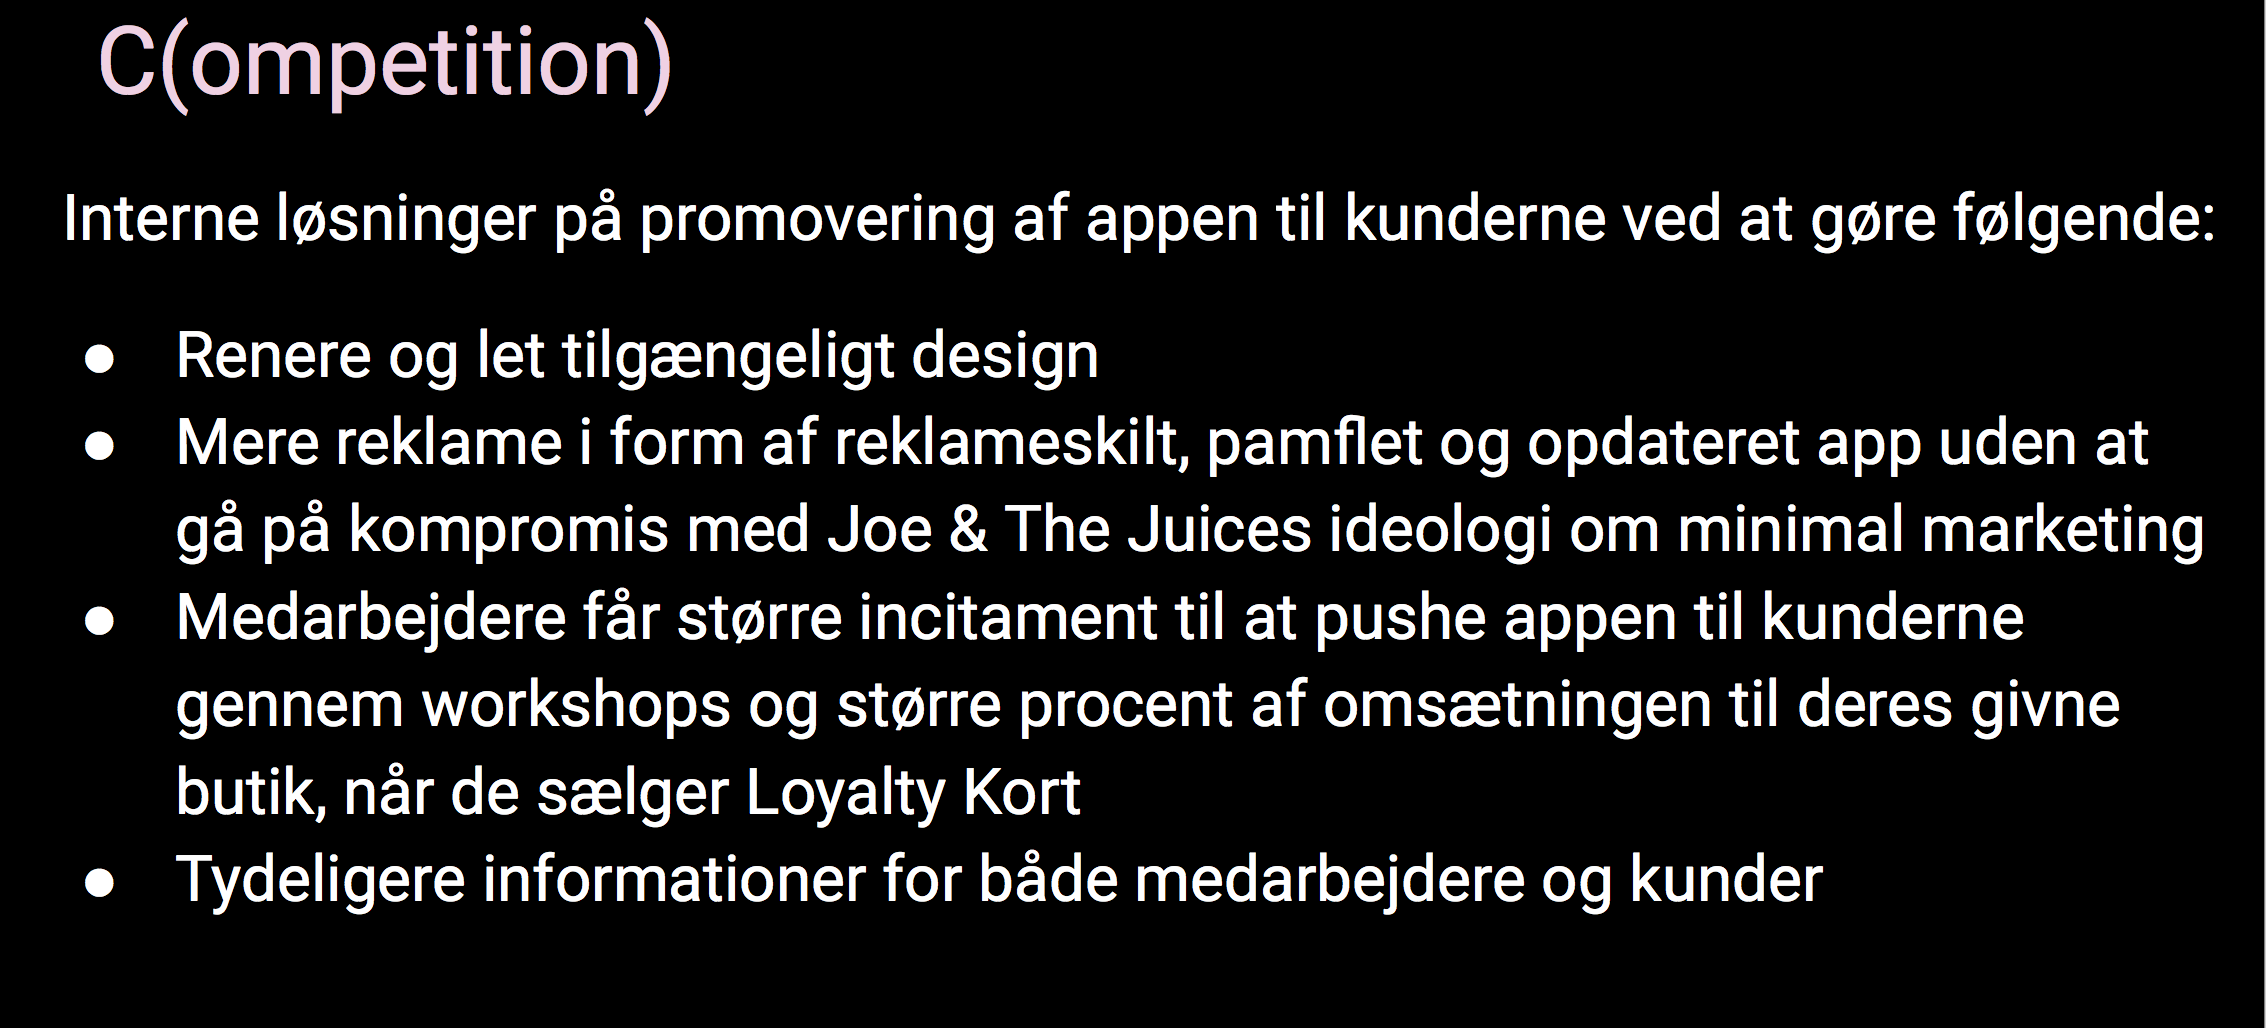 C(ompetition)
Interne løsninger på promovering af appen til kunderne ved at gøre følgende:
● Renere og let tilgængeligt design
● Mere reklame i form af reklameskilt, pamflet og opdateret app uden at
gå på kompromis med Joe & The Juices ideologi om minimal marketing
● Medarbejdere får større incitament til at pushe appen til kunderne
gennem workshops og større procent af omsætningen til deres givne
butik, når de sælger Loyalty Kort
● Tydeligere informationer for både medarbejdere og kunder